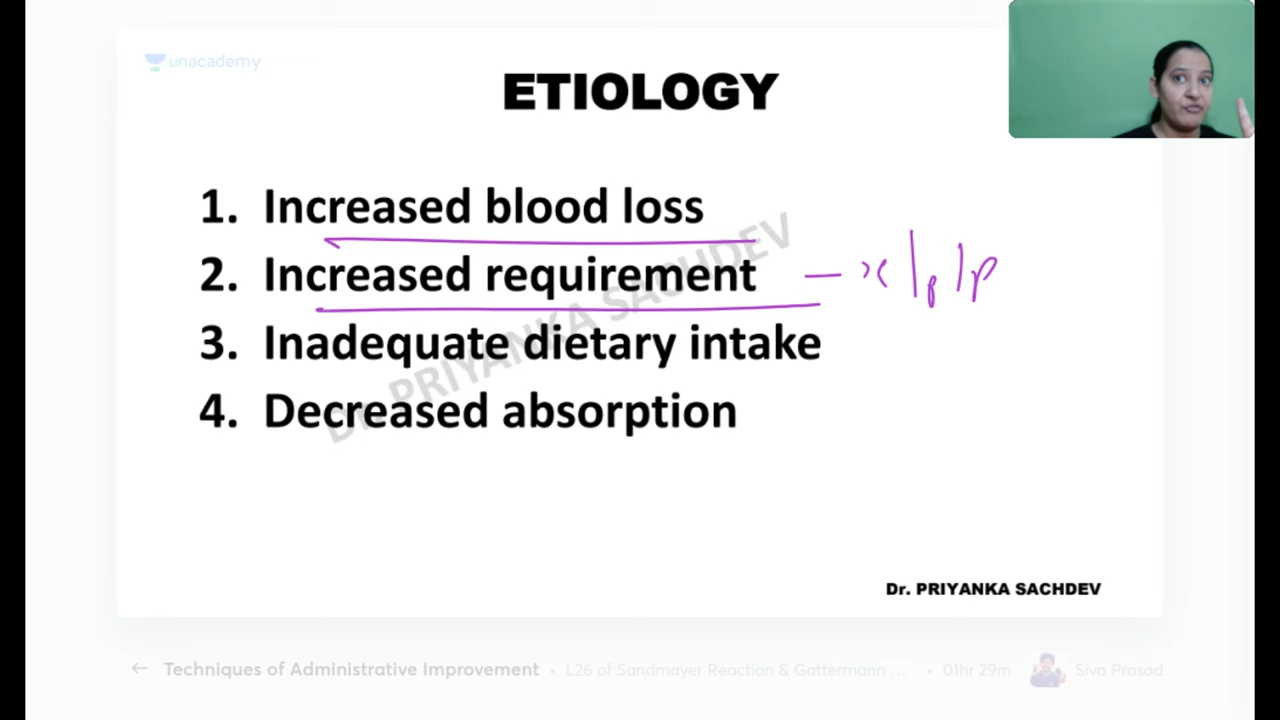 unacademy
ETIOLOGY
1. Increased blood loss
2. Increased requirement
3. Inadequate dietary intake
4. Decreased absorption
Dr. PRIYANKA SACHDEV
Dr. PRIYANKA SACHDEV
← Techniques of Administrative Improvement • L26 of Sandmayer Reaction & Gattermann ... • 01hr 29m Siva Prasad